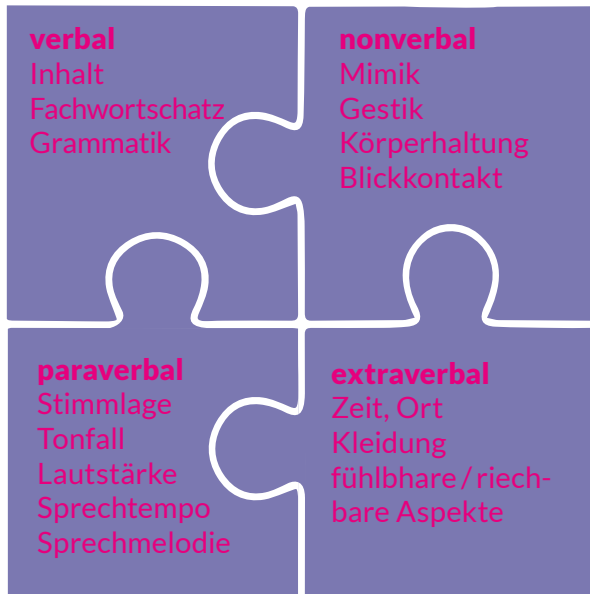 verbal
Inhalt
Fachwortschatz
Grammatik
nonverbal
Mimik
Gestik
Körperhaltung
Blickkontakt
paraverbal
Stimmlage
Tonfall
Lautstärke
Sprechtempo
Sprechmelodie
extraverbal
Zeit, Ort
Kleidung
fühlbhare / riech-
bare Aspekte